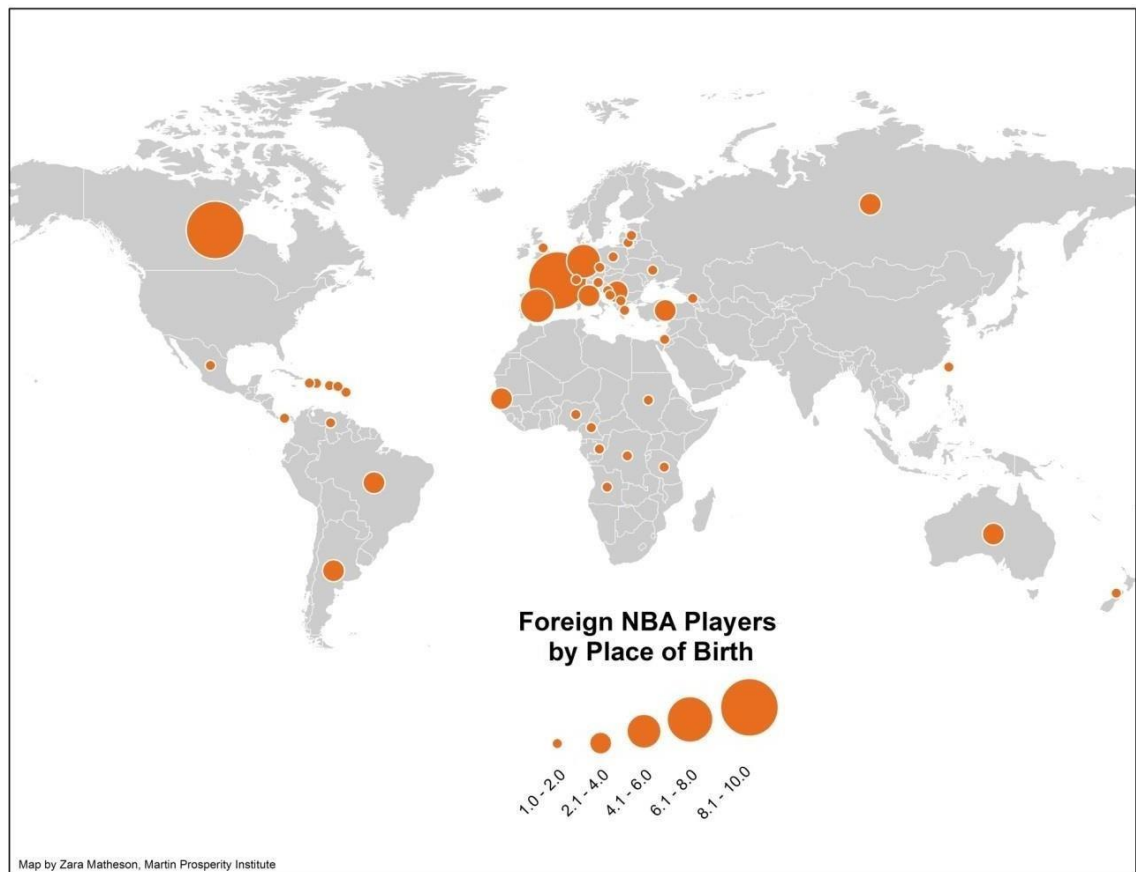 Foreign NBA Players
by Place of Birth
1.0 - 2.0
2.1 - 4.0
4.1 - 6.0
6.1 - 8.0
8.1 - 10.0
Map by Zara Matheson, Martin Prosperity Institute